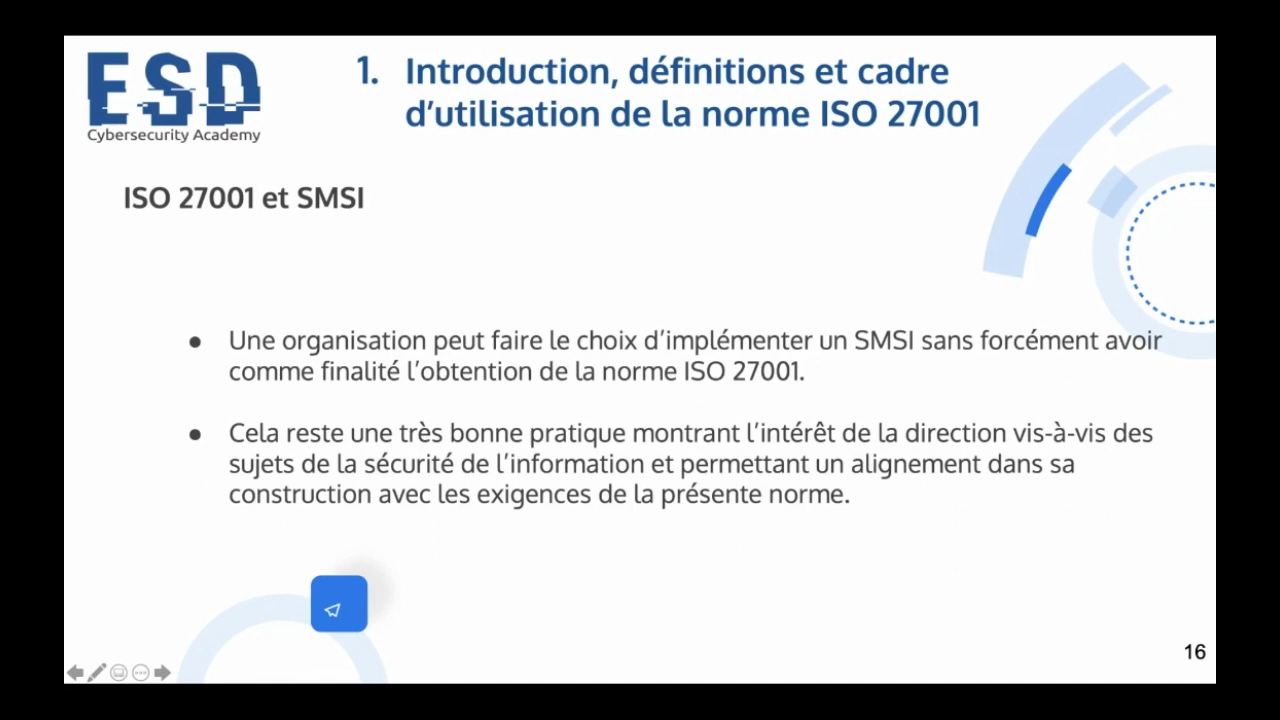 ESD
Cybersecurity Academy
1. Introduction, définitions et cadre
d’utilisation de la norme ISO 27001
ISO 27001 et SMSI
● Une organisation peut faire le choix d’implémenter un SMSI sans forcément avoir
comme finalité l’obtention de la norme ISO 27001.
● Cela reste une très bonne pratique montrant l’intérêt de la direction vis-à-vis des
sujets de la sécurité de l’information et permettant un alignement dans sa
construction avec les exigences de la présente norme.
16